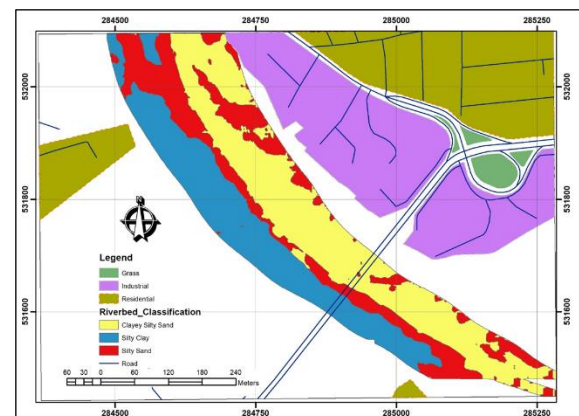 284500 284750 285000 285250
532000 532000
531800 531800
531600 531600
Legend
Grass
Industrial
Residential
Riverbed_Classification
Clayey Silty Sand
Silty Clay
Silty Sand
Road
60 30 0 60 120 180 240
Meters
284500 284750 285000 285250